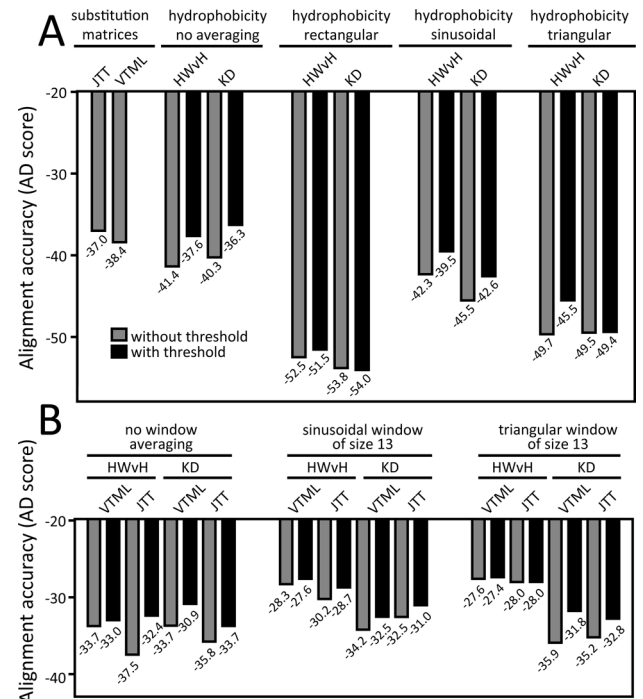 A
substitution matrices
hydrophobicity no averaging
hydrophobicity rectangular
hydrophobicity sinusoidal
hydrophobicity triangular
JTT VTML HWvH KD HWvH KD HWvH KD HWvH KD
Alignment accuracy (AD score)
-20
-30
-40
-50
-37.0 -38.4 -41.4 -37.6 -40.3 -36.3 -52.5 -51.5 -53.8 -54.0 -42.3 -39.5 -45.5 -42.6 -49.7 -45.5 -49.5 -49.4
without threshold
with threshold
B
no window averaging
sinusoidal window of size 13
triangular window of size 13
HWvH KD HWvH KD HWvH KD
VTML JTT VTML JTT VTML JTT VTML JTT VTML JTT VTML JTT
Alignment accuracy (AD score)
-20
-30
-40
-33.7 -33.0 -37.5 -32.4 -33.7 -30.9 -35.8 -33.7 -28.3 -27.6 -30.2 -28.7 -34.2 -32.5 -32.5 -31.0 -27.6 -27.4 -28.0 -28.0 -35.9 -31.8 -35.2 -32.8